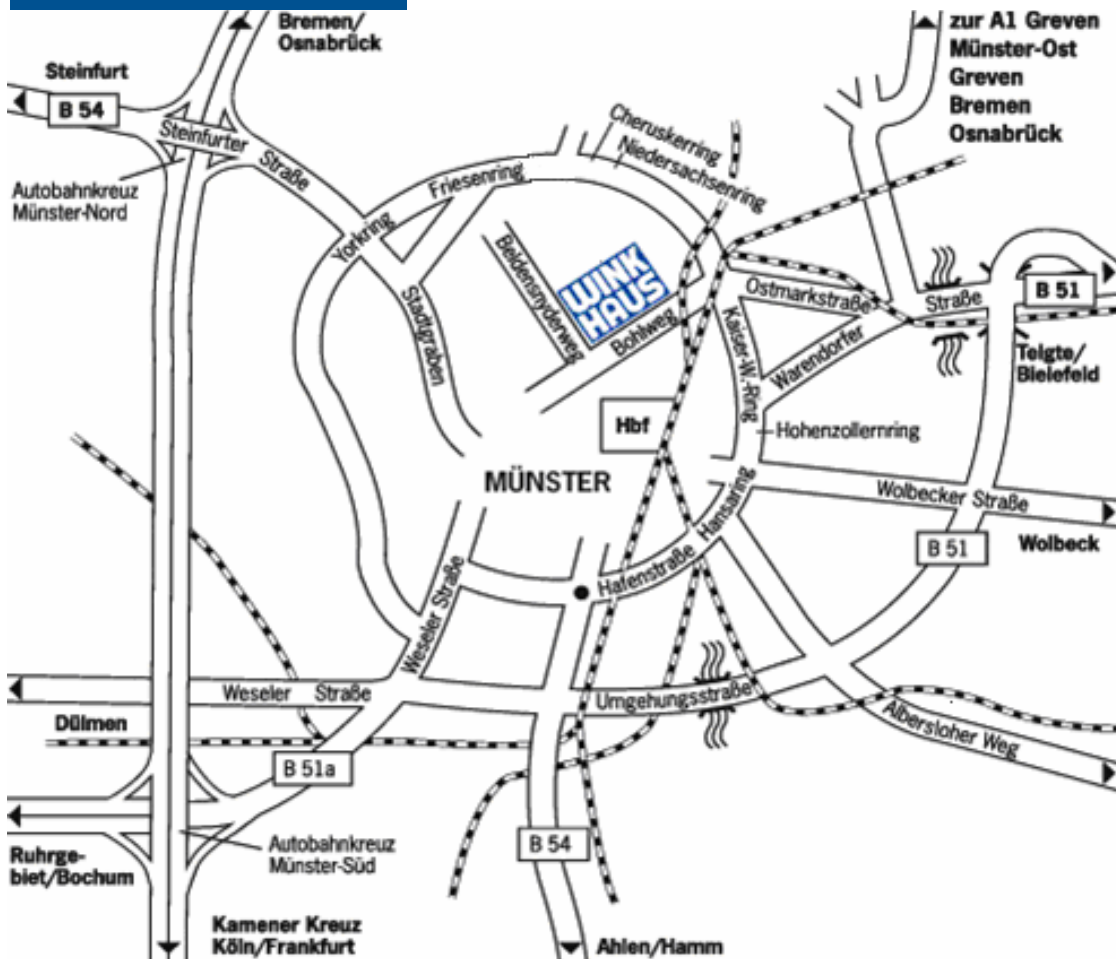 Bremen/
Osnabrück
zur A1 Greven
Münster-Ost
Greven
Bremen
Osnabrück
Steinfurt
B 54
Steinfurter Straße
Autobahnkreuz
Münster-Nord
Cheruskerring
Niedersachsenring
Friesenring
Yorkring
Stadtgraben
Beldensnyderweg
WINK
HAUS
Bohlweg
Ostmarkstraße
Kaiser-W.-Ring
Warendorfer Straße
B 51
Telgte/
Bielefeld
Hbf
Hohenzollernring
MÜNSTER
Wolbecker Straße
Wolbeck
Hansaring
B 51
Hafenstraße
Weseler Straße
Weseler Straße
Umgehungsstraße
Dülmen
Albersloher Weg
B 51a
B 54
Autobahnkreuz
Münster-Süd
Ruhrge-
biet/Bochum
Kamener Kreuz
Köln/Frankfurt
Ahlen/Hamm